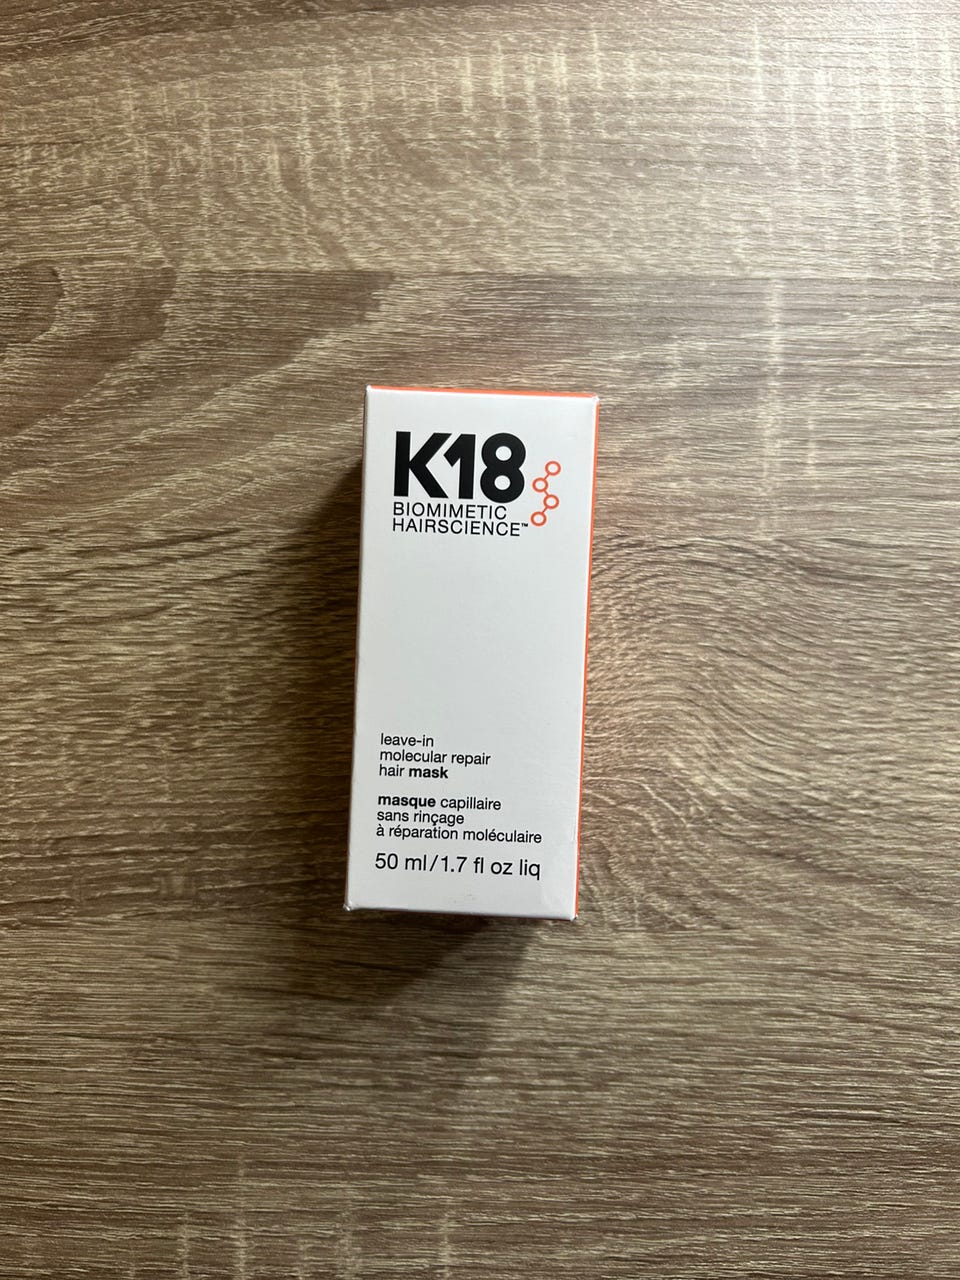 K18
BIOMIMETIC
HAIRSCIENCE™
leave-in
molecular repair
hair mask
masque capillaire
sans rinçage
à réparation moléculaire
50 ml/1.7 fl oz liq